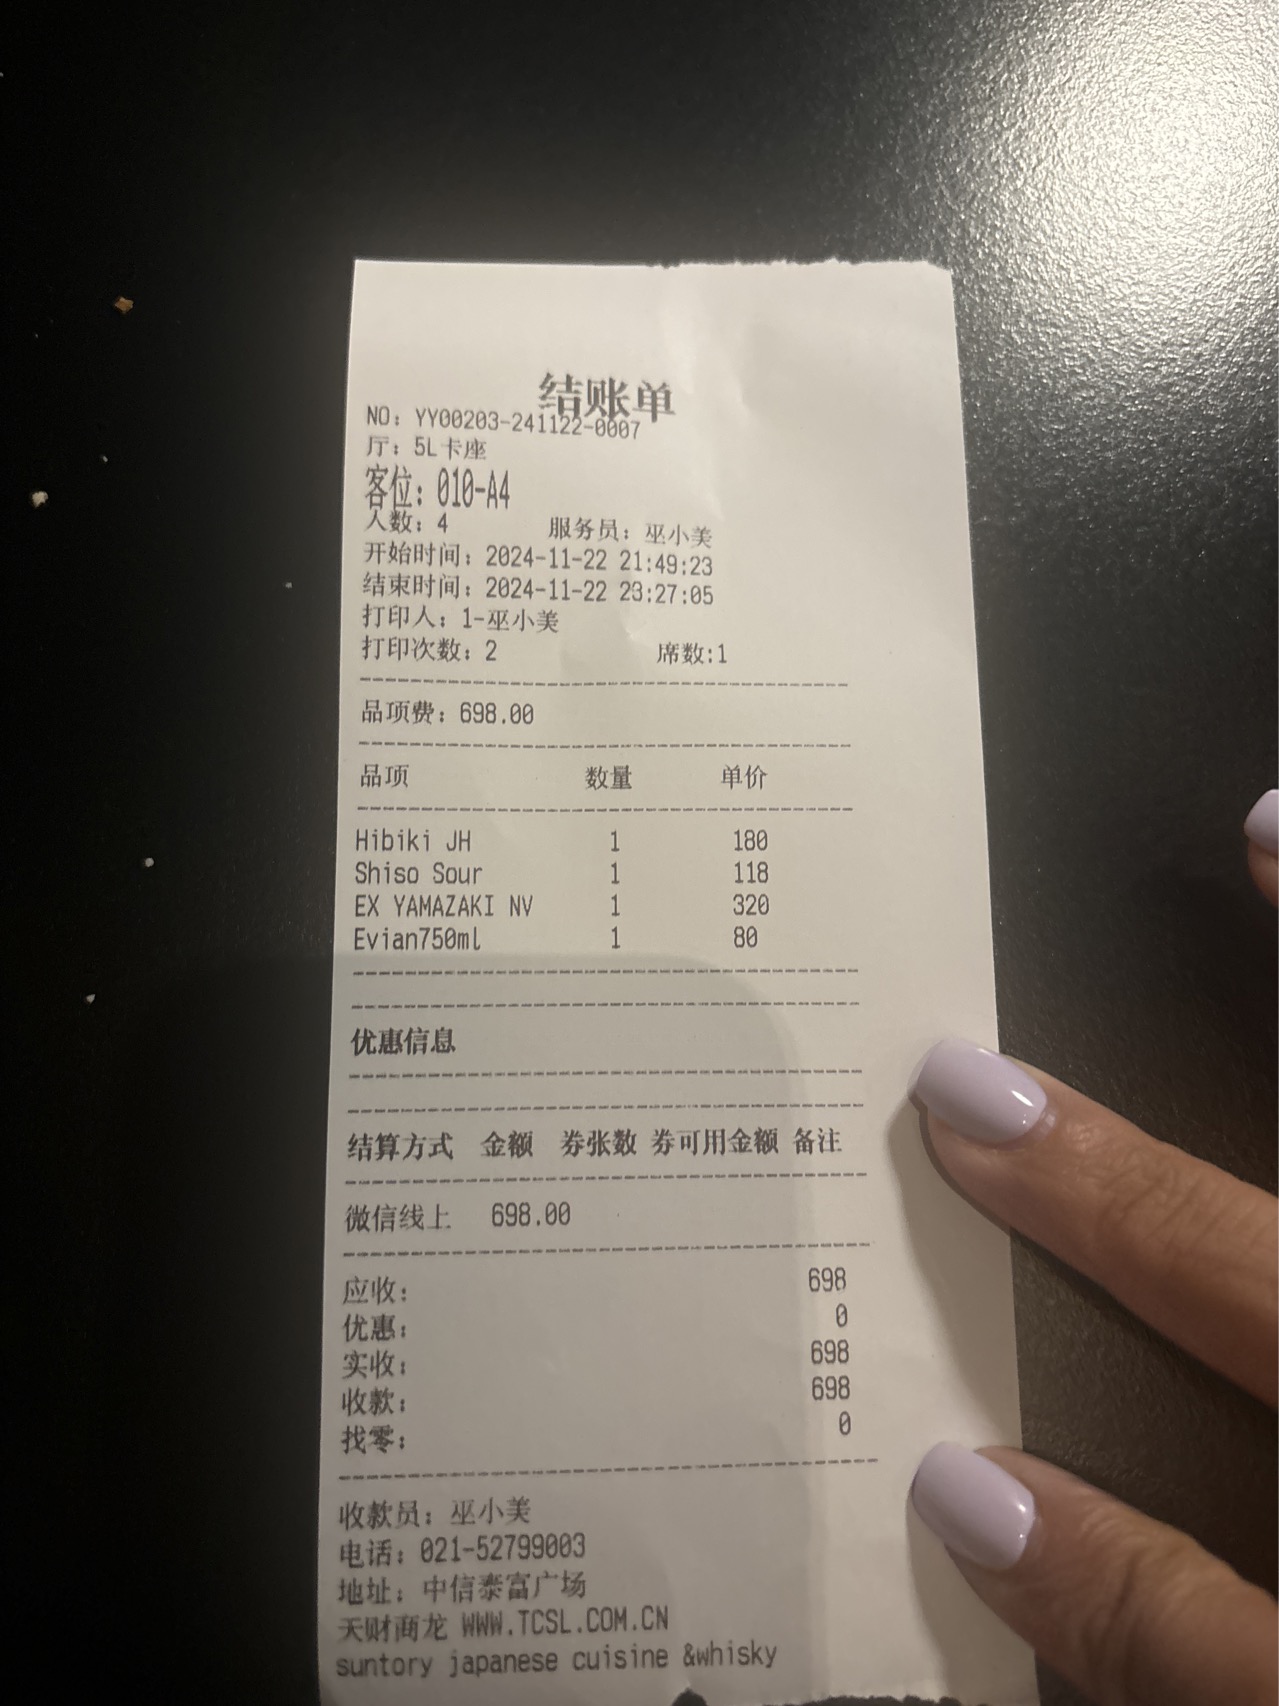 结账单
NO: YY00203-241122-0007
厅: 5L卡座
客位: 010-A4
人数: 4 服务员: 巫小美
开始时间: 2024-11-22 21:49:23
结束时间: 2024-11-22 23:27:05
打印人: 1-巫小美
打印次数: 2 席数:1
品项费: 698.00
品项 数量 单价
Hibiki JH 1 180
Shiso Sour 1 118
EX YAMAZAKI NV 1 320
Evian750ml 1 80
优惠信息
结算方式 金额 券张数 券可用金额 备注
微信线上 698.00
应收: 698
优惠: 0
实收: 698
收款: 698
找零: 0
收款员: 巫小美
电话: 021-52799003
地址: 中信泰富广场
天财商龙 WWW.TCSL.COM.CN
suntory japanese cuisine &whisky